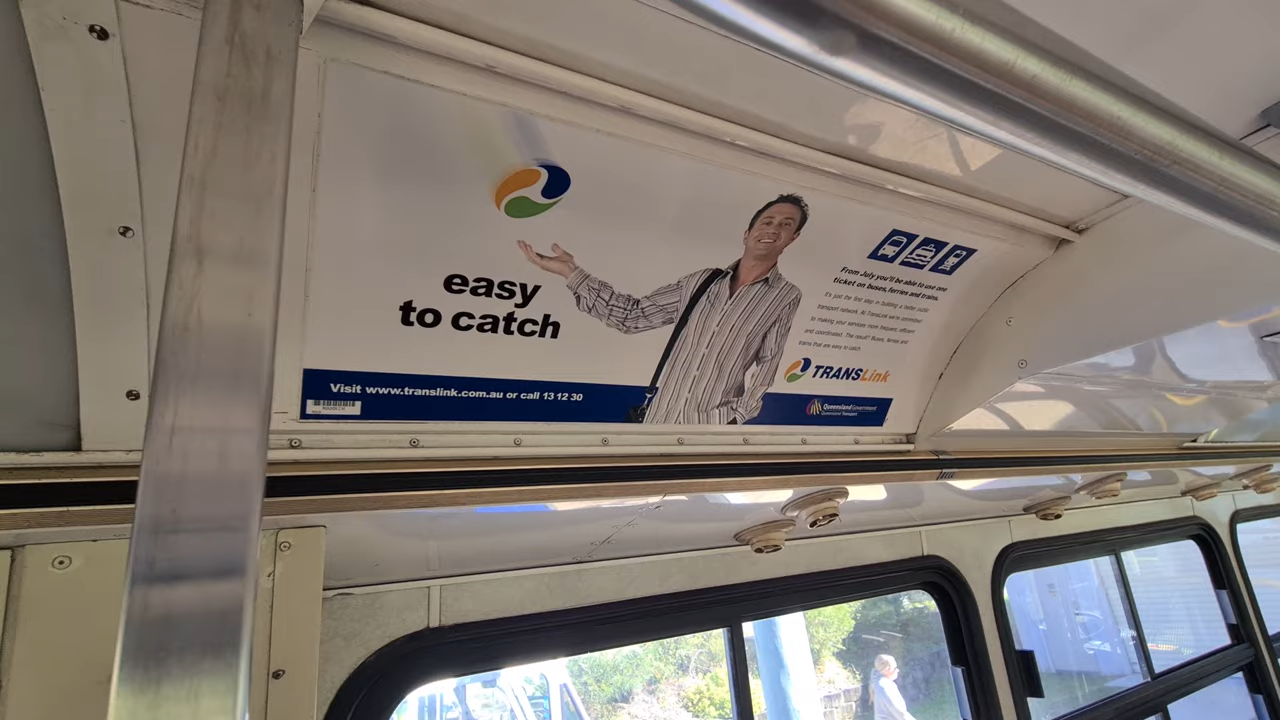 easy
to catch
From July you'll be able to use one
ticket on buses, ferries and trains.
It's just the first step in building a better public
transport network. At TransLink we're committed
to making your services more frequent, efficient
and coordinated. The result? Buses, ferries and
trains that are easy to catch.
TRANSLink
Visit www.translink.com.au or call 13 12 30
Queensland Government
Queensland Transport